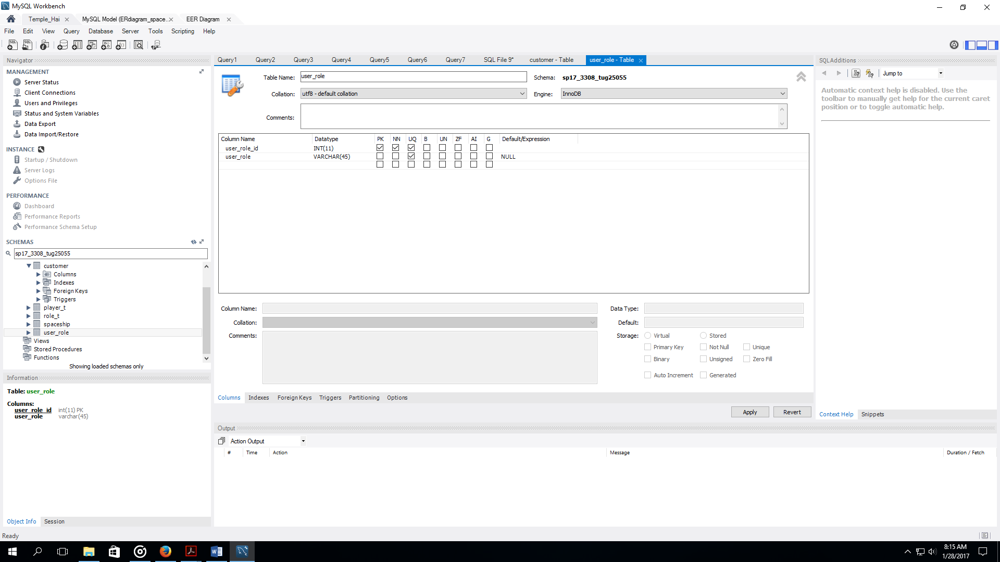 MySQL Workbench
Temple_Hai
MySQL Model (ERdiagram_space...
EER Diagram
File Edit View Query Database Server Tools Scripting Help
Navigator
MANAGEMENT
Server Status
Client Connections
Users and Privileges
Status and System Variables
Data Export
Data Import/Restore
INSTANCE
Startup / Shutdown
Server Logs
Options File
PERFORMANCE
Dashboard
Performance Reports
Performance Schema Setup
SCHEMAS
sp17_3308_tug25055
customer
Columns
Indexes
Foreign Keys
Triggers
player_t
role_t
spaceship
user_role
Views
Stored Procedures
Functions
Showing loaded schemas only
Information
Table: user_role
Columns:
user_role_id int(11) PK
user_role varchar(45)
Object Info Session
Query1 Query2 Query3 Query4 Query5 Query6 Query7 SQL File 9* customer - Table user_role - Table
Table Name: user_role Schema: sp17_3308_tug25055
Collation: utf8 - default collation Engine: InnoDB
Comments:
Column Name Datatype PK NN UQ B UN ZF AI G Default/Expression
user_role_id INT(11)
user_role VARCHAR(45) NULL
Column Name: Data Type:
Collation: Default:
Comments: Storage: Virtual Stored
Primary Key Not Null Unique
Binary Unsigned Zero Fill
Auto Increment Generated
Columns Indexes Foreign Keys Triggers Partitioning Options
Apply Revert
Output
Action Output
# Time Action Message Duration / Fetch
SQLAdditions
Jump to
Automatic context help is disabled. Use the
toolbar to manually get help for the current caret
position or to toggle automatic help.
Context Help Snippets
Ready
8:15 AM
1/28/2017